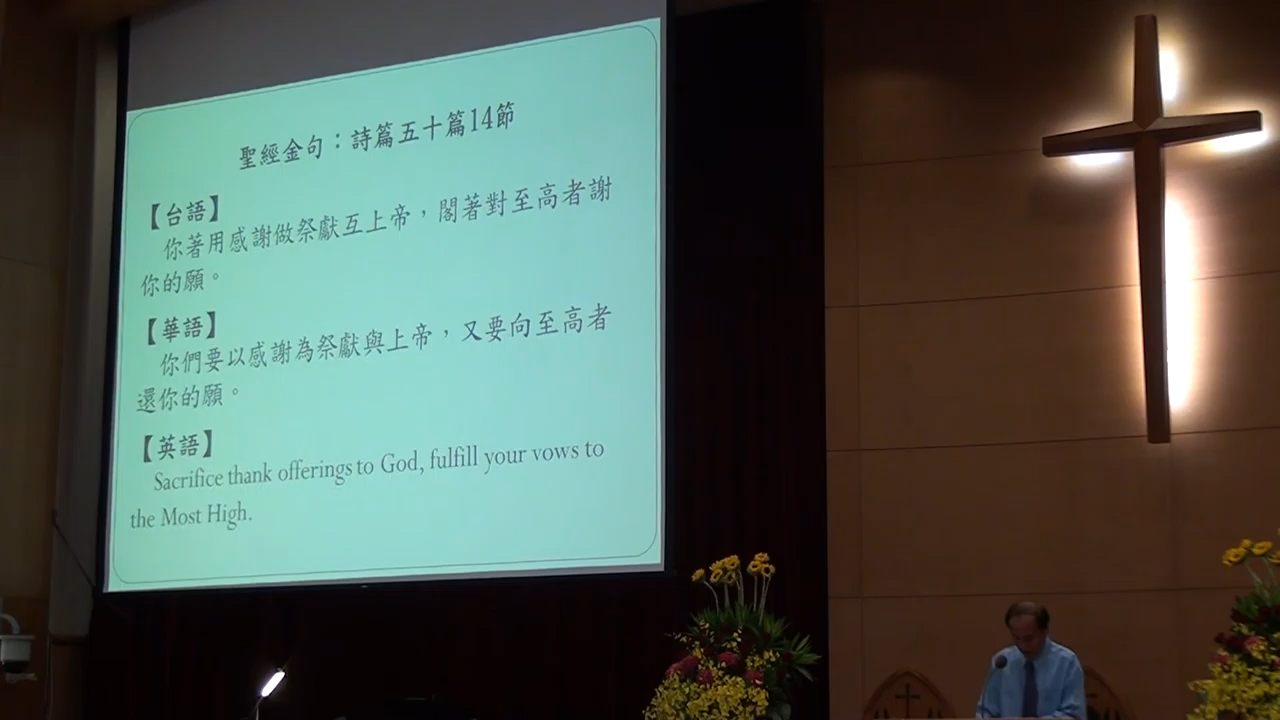 聖經金句：詩篇五十篇14節
【台語】
你著用感謝做祭獻互上帝，閣著對至高者謝
你的願。
【華語】
你們要以感謝為祭獻與上帝，又要向至高者
還你的願。
【英語】
Sacrifice thank offerings to God, fulfill your vows to
the Most High.